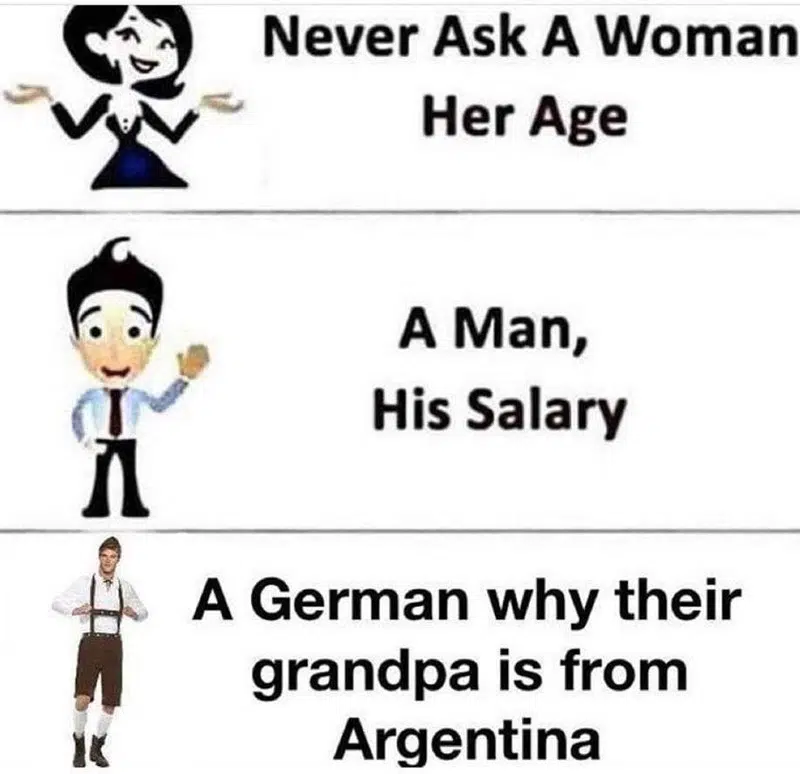 Never Ask A Woman
Her Age
A Man,
His Salary
A German why their
grandpa is from
Argentina